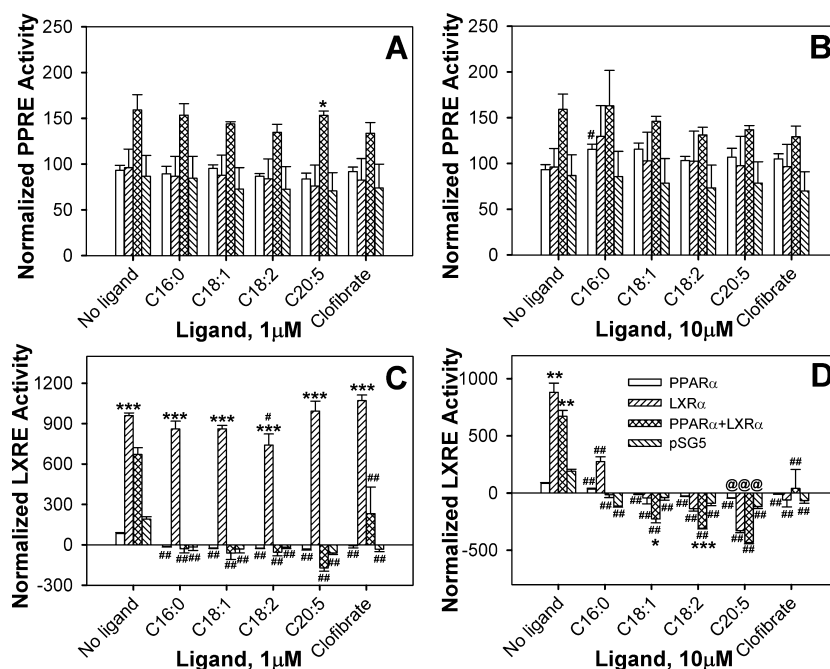 A
Normalized PPRE Activity
250
200
150
100
50
0
*
No ligand
C16:0
C18:1
C18:2
C20:5
Clofibrate
Ligand, 1μM
B
Normalized PPRE Activity
250
200
150
100
50
0
#
No ligand
C16:0
C18:1
C18:2
C20:5
Clofibrate
Ligand, 10μM
C
Normalized LXRE Activity
1200
900
600
300
0
-300
***
***
***
#
***
***
***
##
## ## ##
## ## ##
## ## ##
## ## ##
## ##
No ligand
C16:0
C18:1
C18:2
C20:5
Clofibrate
Ligand, 1μM
D
Normalized LXRE Activity
1000
500
0
-500
PPARα
LXRα
PPARα+LXRα
pSG5
**
**
##
##
## ##
## ## ## ##
*
## ## ## ##
***
@@@
## ## ## ##
##
## ## ##
No ligand
C16:0
C18:1
C18:2
C20:5
Clofibrate
Ligand, 10μM